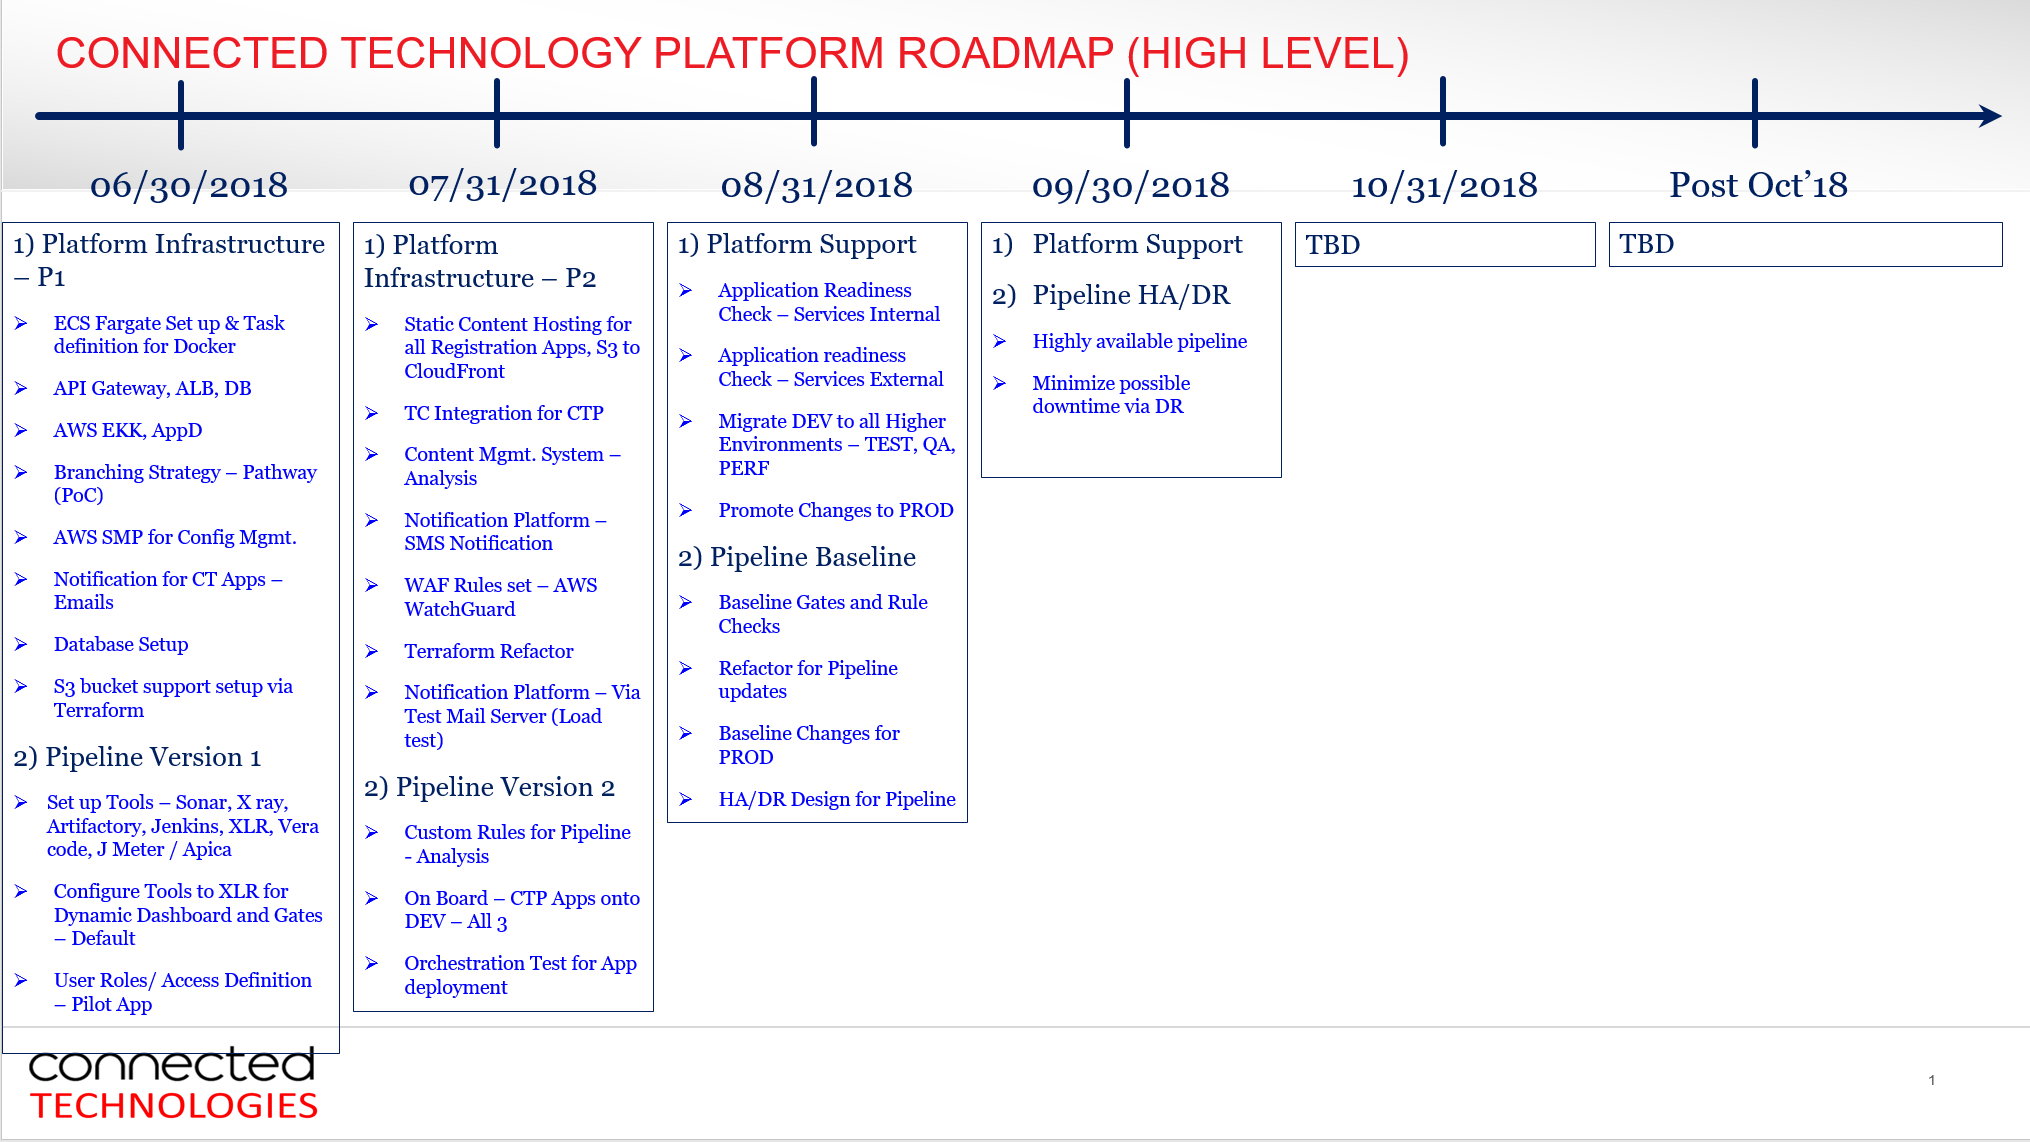 CONNECTED TECHNOLOGY PLATFORM ROADMAP (HIGH LEVEL)
06/30/2018
07/31/2018
08/31/2018
09/30/2018
10/31/2018
Post Oct’18
1) Platform Infrastructure
– P1
➢ ECS Fargate Set up & Task
definition for Docker
➢ API Gateway, ALB, DB
➢ AWS EKK, AppD
➢ Branching Strategy – Pathway
(PoC)
➢ AWS SMP for Config Mgmt.
➢ Notification for CT Apps –
Emails
➢ Database Setup
➢ S3 bucket support setup via
Terraform
2) Pipeline Version 1
➢ Set up Tools – Sonar, X ray,
Artifactory, Jenkins, XLR, Vera
code, J Meter / Apica
➢ Configure Tools to XLR for
Dynamic Dashboard and Gates
– Default
➢ User Roles/ Access Definition
– Pilot App
1) Platform
Infrastructure – P2
➢ Static Content Hosting for
all Registration Apps, S3 to
CloudFront
➢ TC Integration for CTP
➢ Content Mgmt. System –
Analysis
➢ Notification Platform –
SMS Notification
➢ WAF Rules set – AWS
WatchGuard
➢ Terraform Refactor
➢ Notification Platform – Via
Test Mail Server (Load
test)
2) Pipeline Version 2
➢ Custom Rules for Pipeline
- Analysis
➢ On Board – CTP Apps onto
DEV – All 3
➢ Orchestration Test for App
deployment
1) Platform Support
➢ Application Readiness
Check – Services Internal
➢ Application readiness
Check – Services External
➢ Migrate DEV to all Higher
Environments – TEST, QA,
PERF
➢ Promote Changes to PROD
2) Pipeline Baseline
➢ Baseline Gates and Rule
Checks
➢ Refactor for Pipeline
updates
➢ Baseline Changes for
PROD
➢ HA/DR Design for Pipeline
1) Platform Support
2) Pipeline HA/DR
➢ Highly available pipeline
➢ Minimize possible
downtime via DR
TBD
TBD
connected
TECHNOLOGIES
1